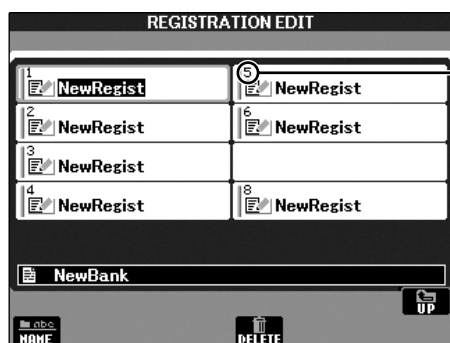 REGISTRATION EDIT
1
NewRegist
5
NewRegist
2
NewRegist
6
NewRegist
3
NewRegist
4
NewRegist
8
NewRegist
NewBank
UP
abc
NAME
DELETE